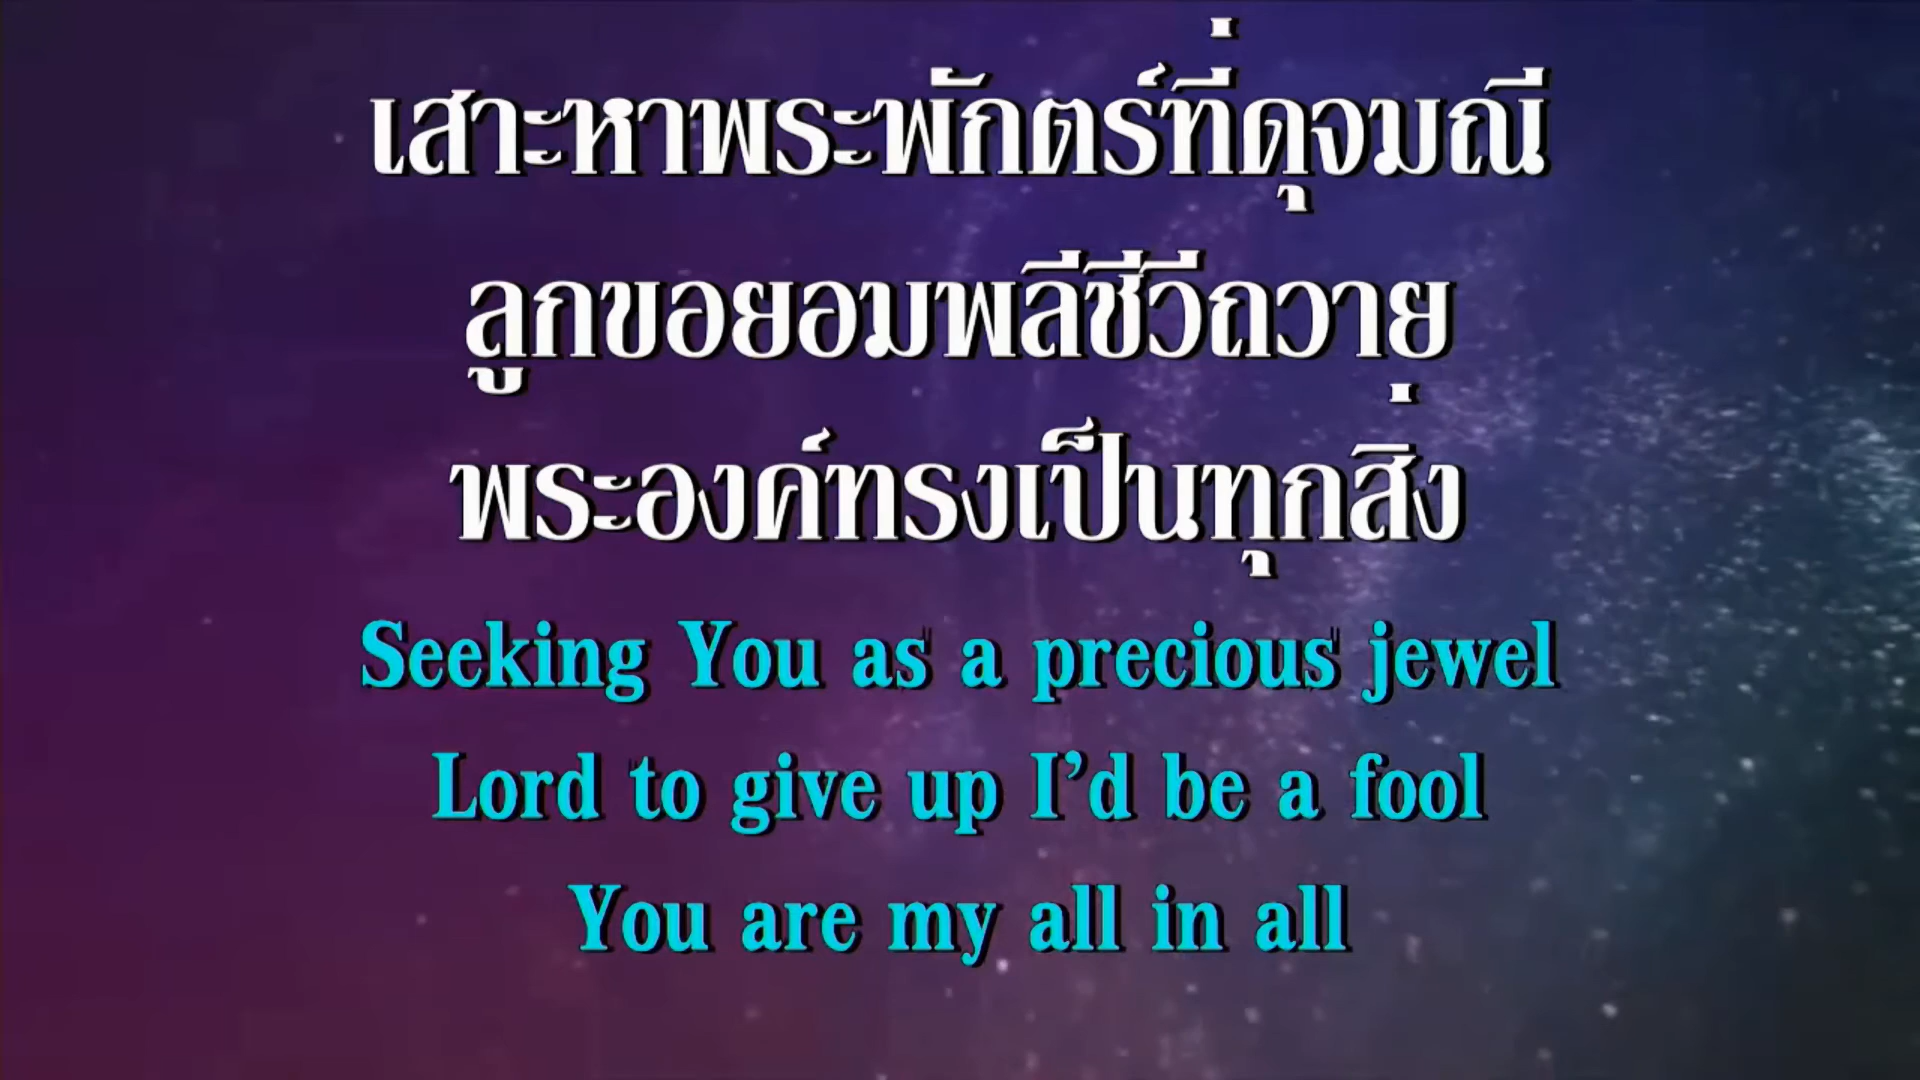 เสาะหาพระพักตร์ที่ดุจมณี
ลูกขอยอมพลีชีวีถวาย
พระองค์ทรงเป็นทุกสิ่ง
Seeking You as a precious jewel
Lord to give up I’d be a fool
You are my all in all